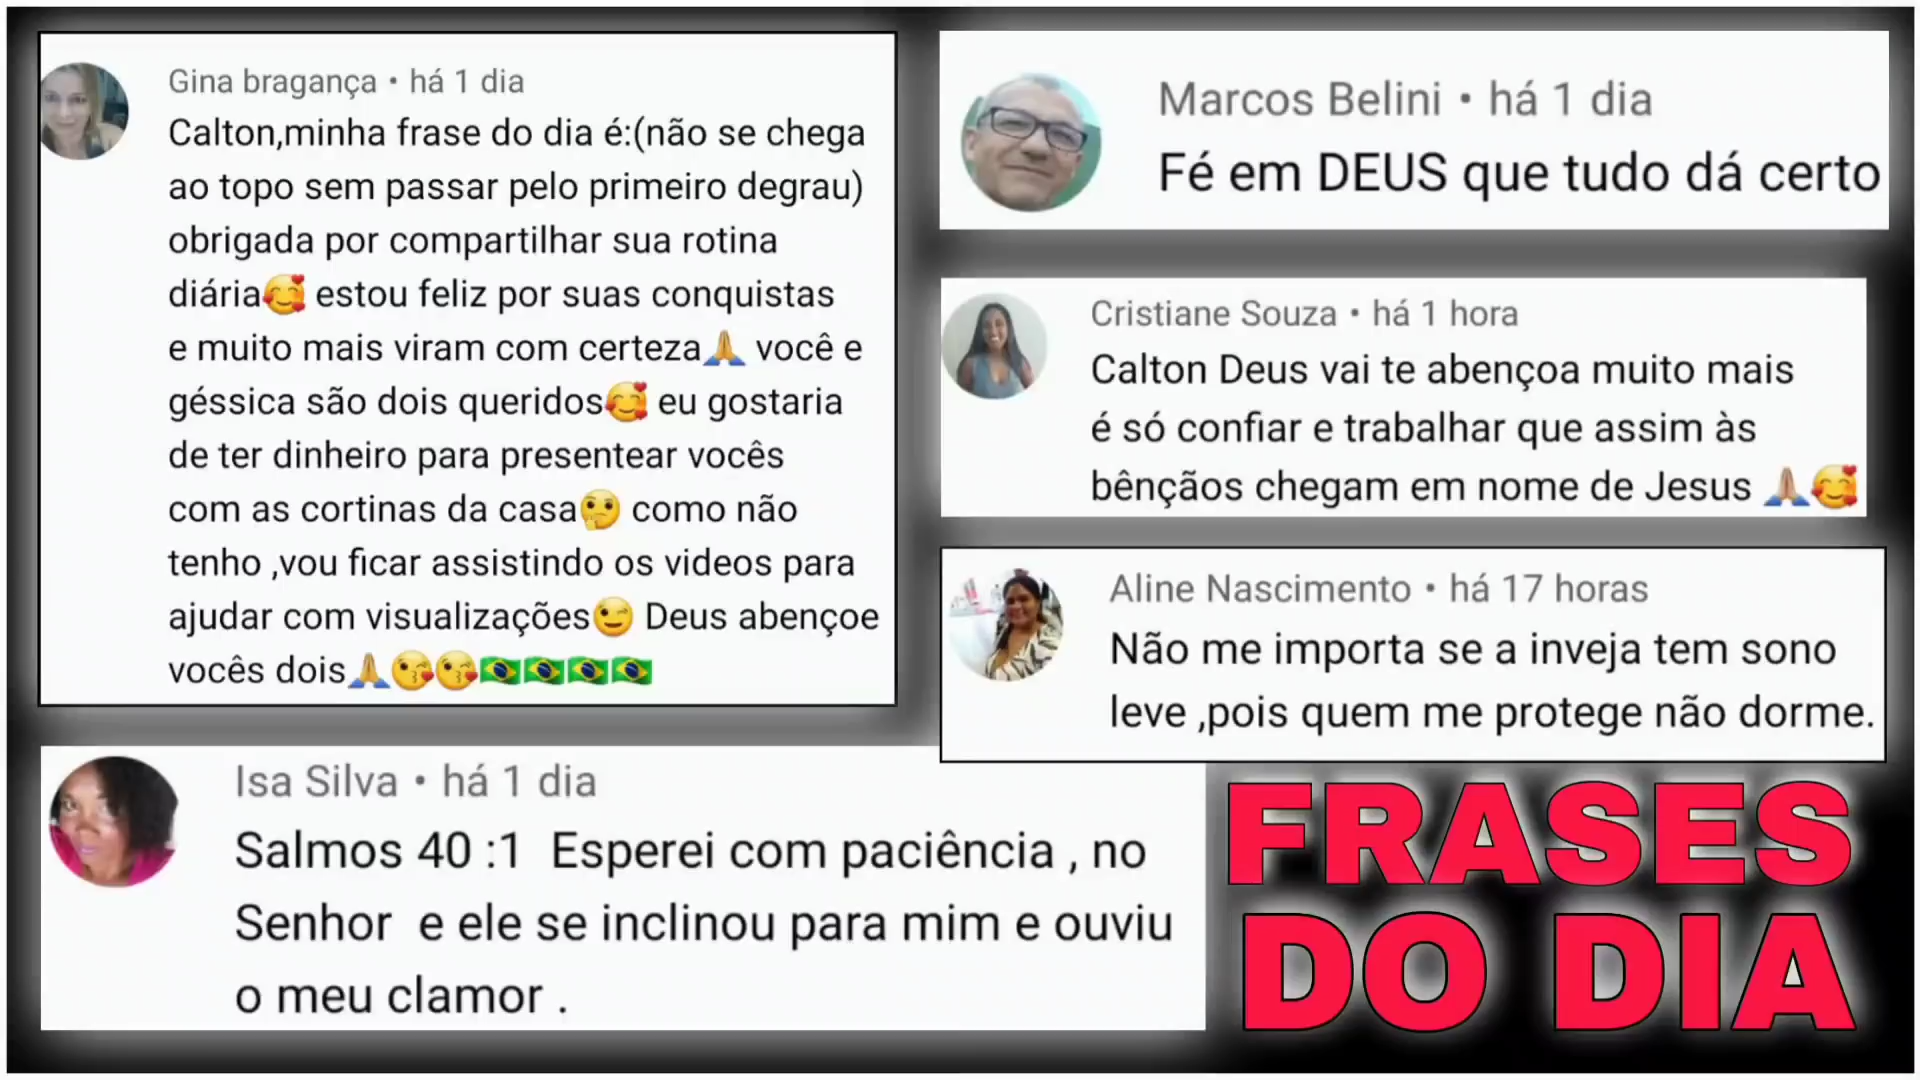 Gina bragança • há 1 dia
Calton,minha frase do dia é:(não se chega
ao topo sem passar pelo primeiro degrau)
obrigada por compartilhar sua rotina
diária🥰 estou feliz por suas conquistas
e muito mais viram com certeza🙏 você e
géssica são dois queridos🥰 eu gostaria
de ter dinheiro para presentear vocês
com as cortinas da casa🤔 como não
tenho ,vou ficar assistindo os videos para
ajudar com visualizações😉 Deus abençoe
vocês dois🙏😘😘🇧🇷🇧🇷🇧🇷🇧🇷
Marcos Belini • há 1 dia
Fé em DEUS que tudo dá certo
Cristiane Souza • há 1 hora
Calton Deus vai te abençoa muito mais
é só confiar e trabalhar que assim às
bênçãos chegam em nome de Jesus 🙏🥰
Aline Nascimento • há 17 horas
Não me importa se a inveja tem sono
leve ,pois quem me protege não dorme.
Isa Silva • há 1 dia
Salmos 40 :1 Esperei com paciência , no
Senhor e ele se inclinou para mim e ouviu
o meu clamor .
FRASES
DO DIA